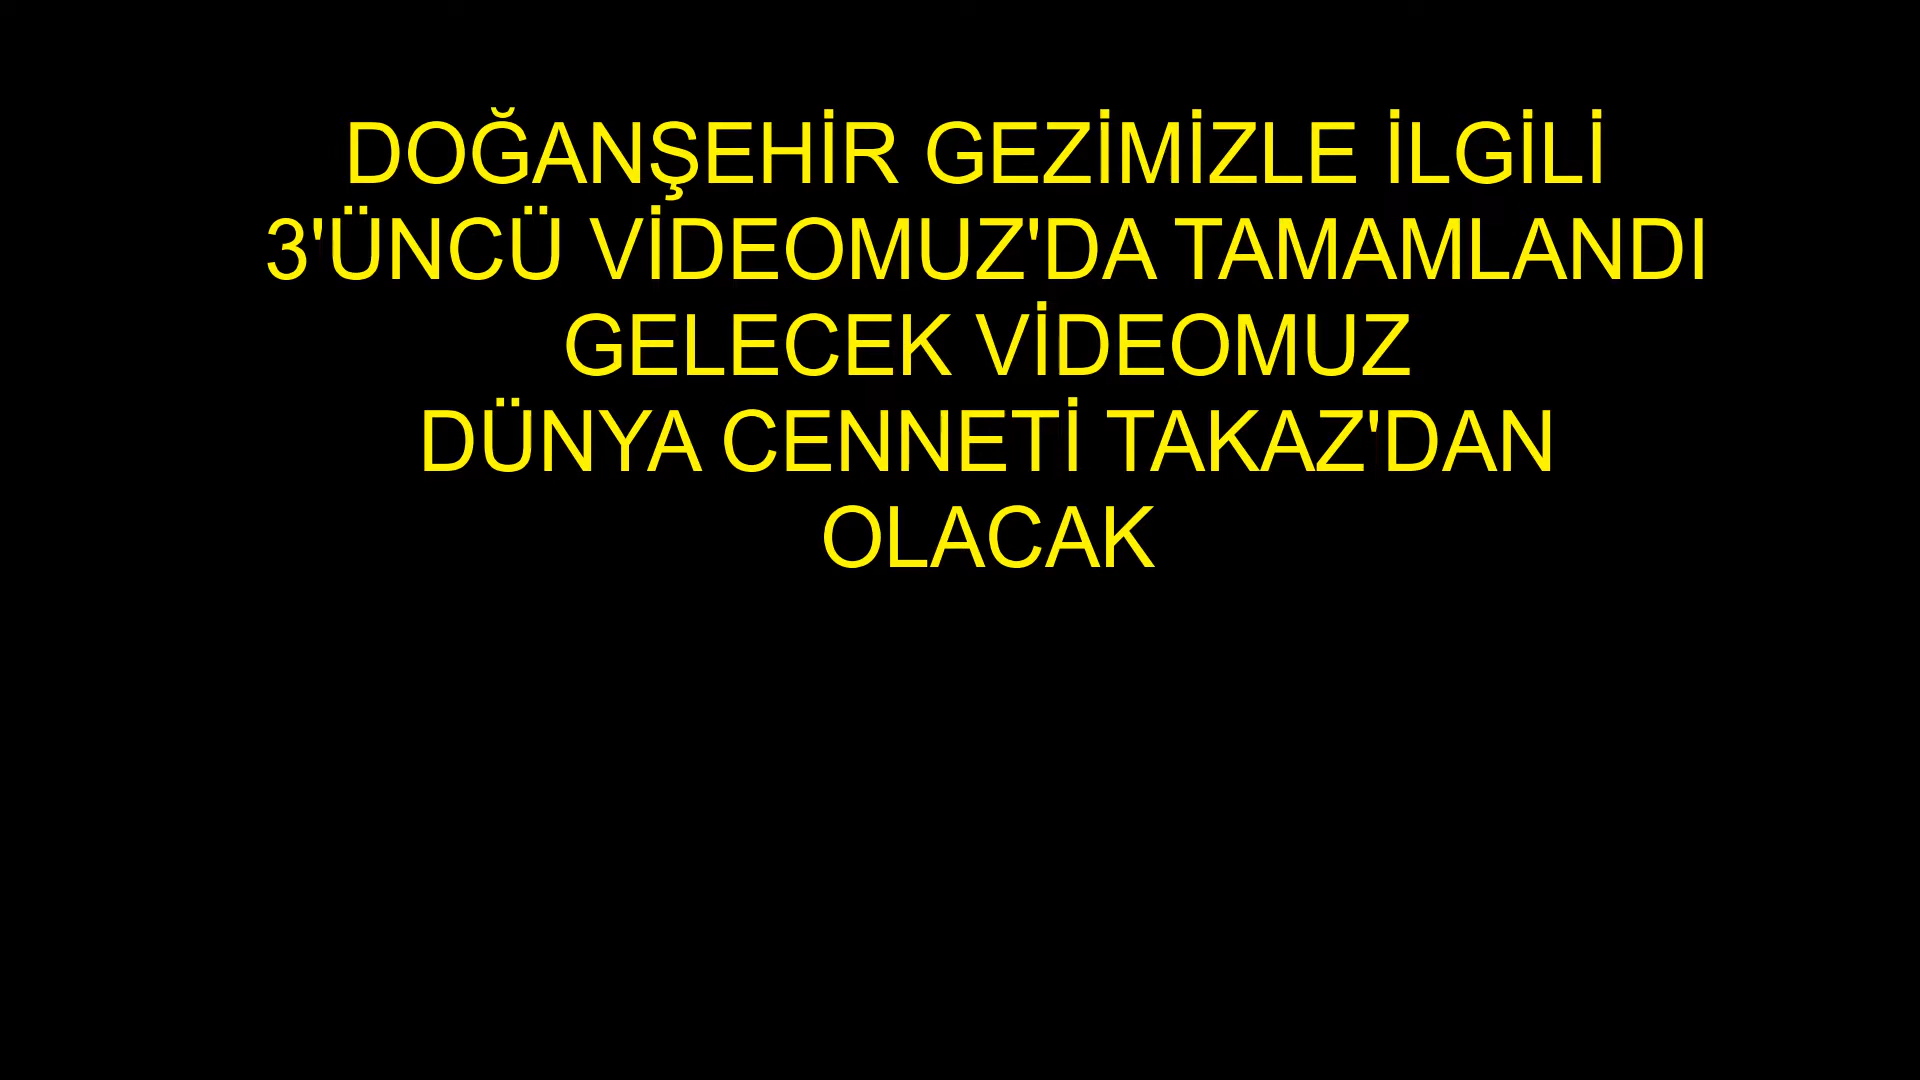 DOĞANŞEHİR GEZİMİZLE İLGİLİ
3'ÜNCÜ VİDEOMUZ'DA TAMAMLANDI
GELECEK VİDEOMUZ
DÜNYA CENNETİ TAKAZ'DAN
OLACAK